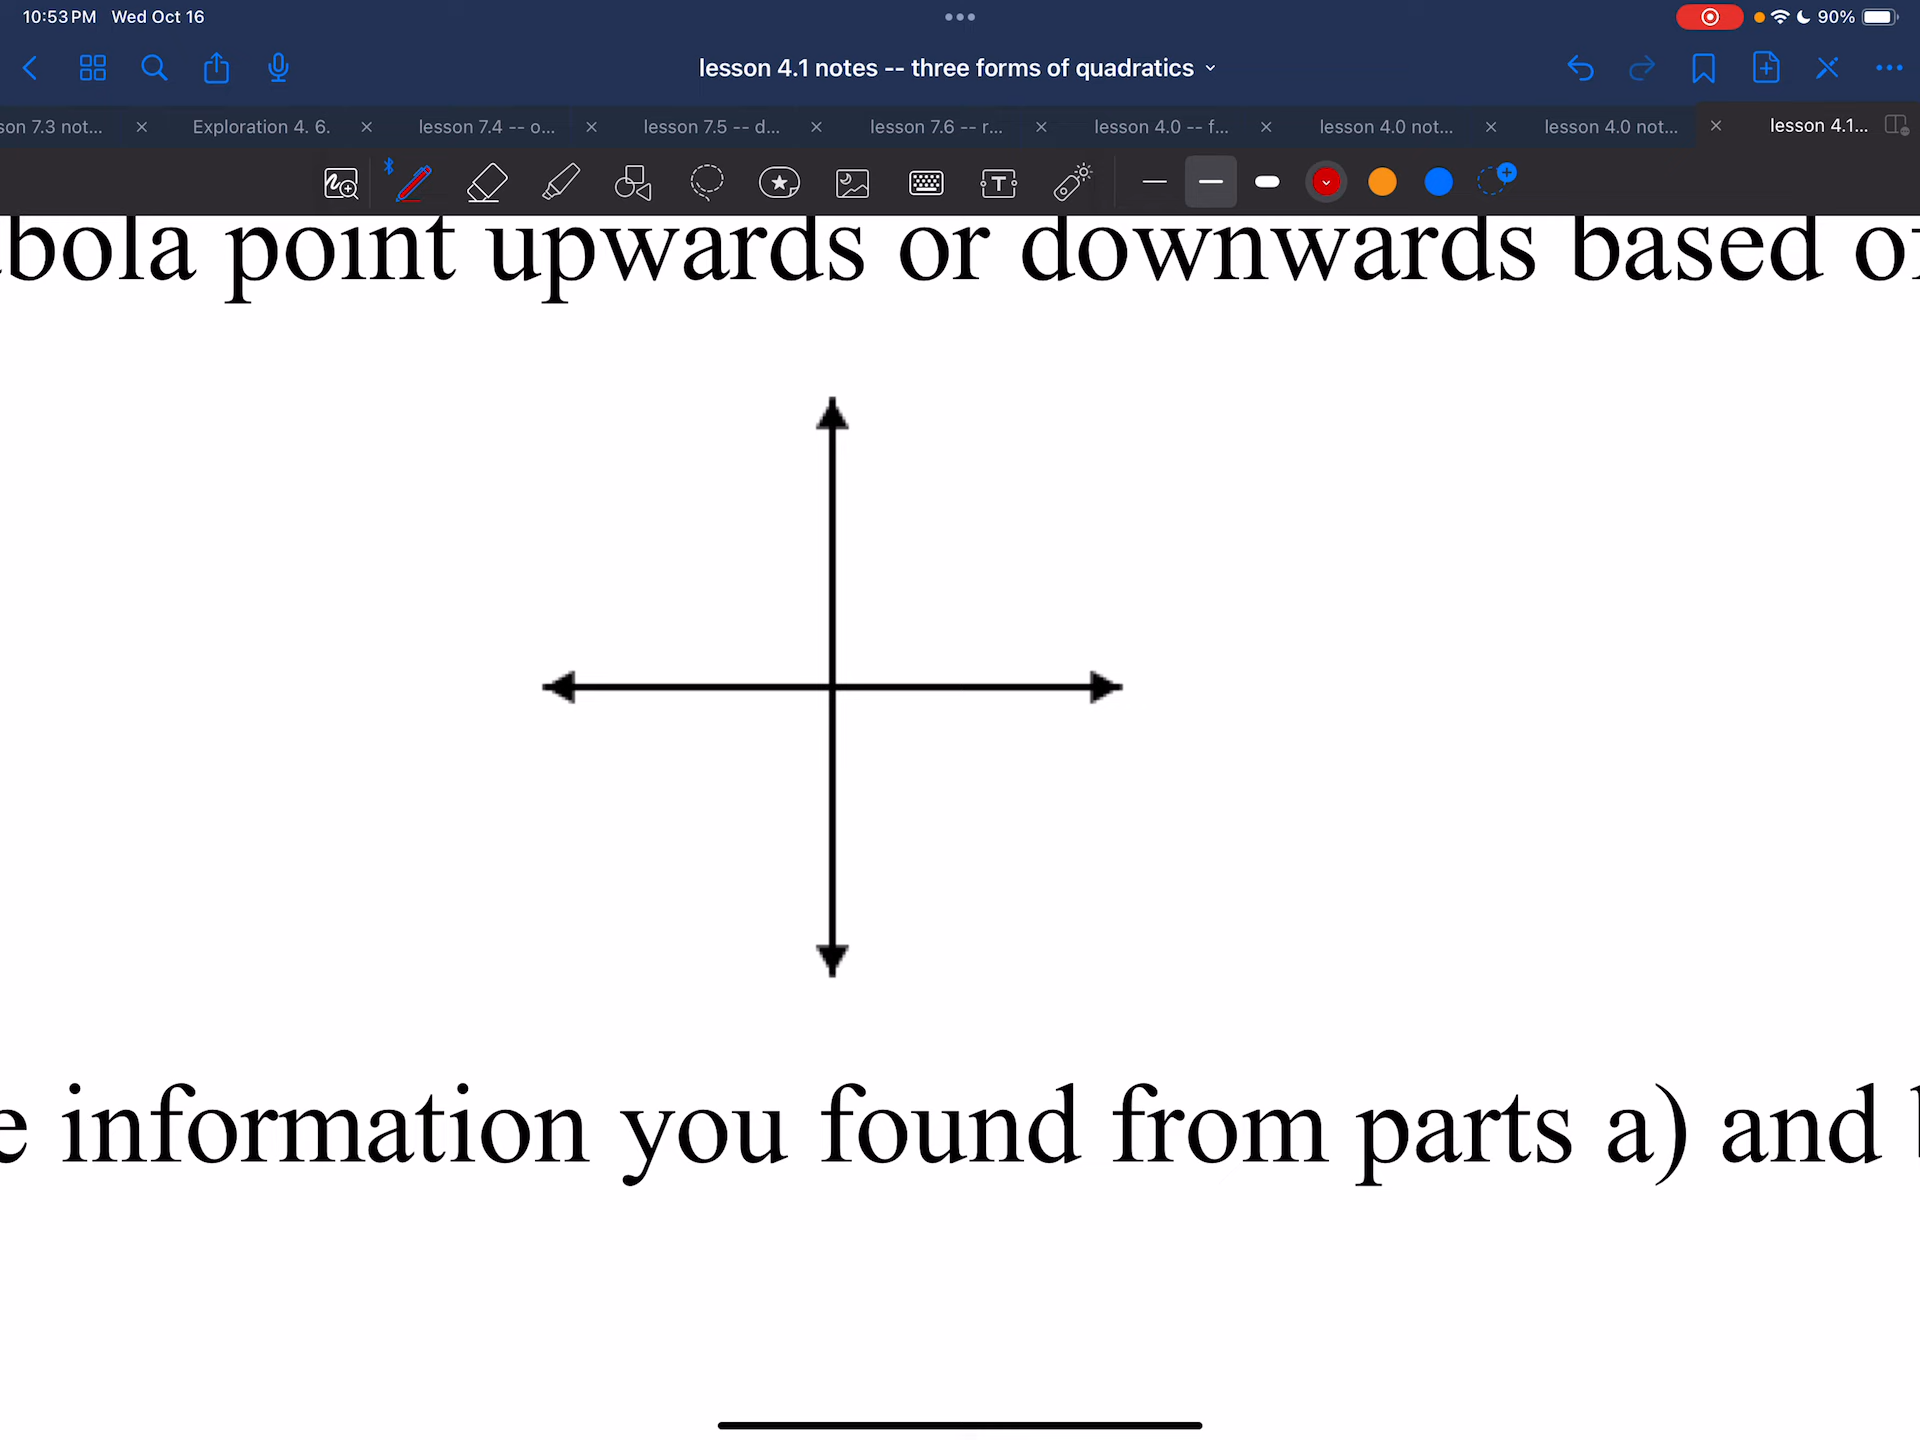 10:53 PM Wed Oct 16 90%
lesson 4.1 notes -- three forms of quadratics
son 7.3 not... Exploration 4. 6. lesson 7.4 -- o... lesson 7.5 -- d... lesson 7.6 -- r... lesson 4.0 -- f... lesson 4.0 not... lesson 4.0 not... lesson 4.1...
bola point upwards or downwards based of
e information you found from parts a) and